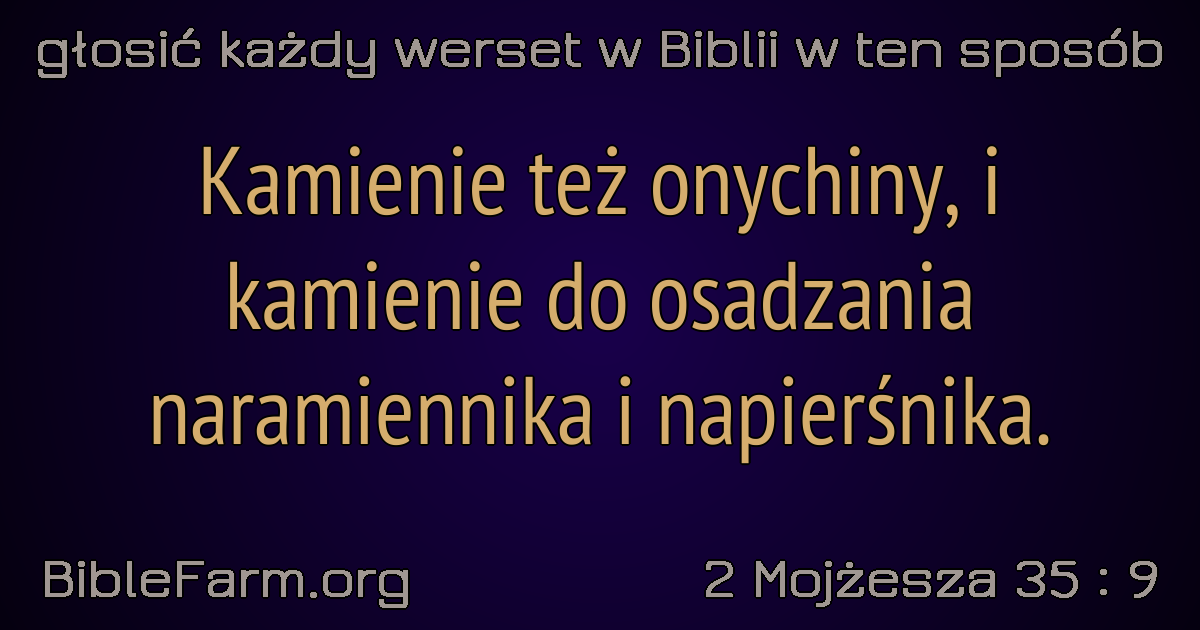 głosić każdy werset w Biblii w ten sposób
Kamienie też onychiny, i
kamienie do osadzania
naramiennika i napierśnika.
BibleFarm.org
2 Mojżesza 35 : 9